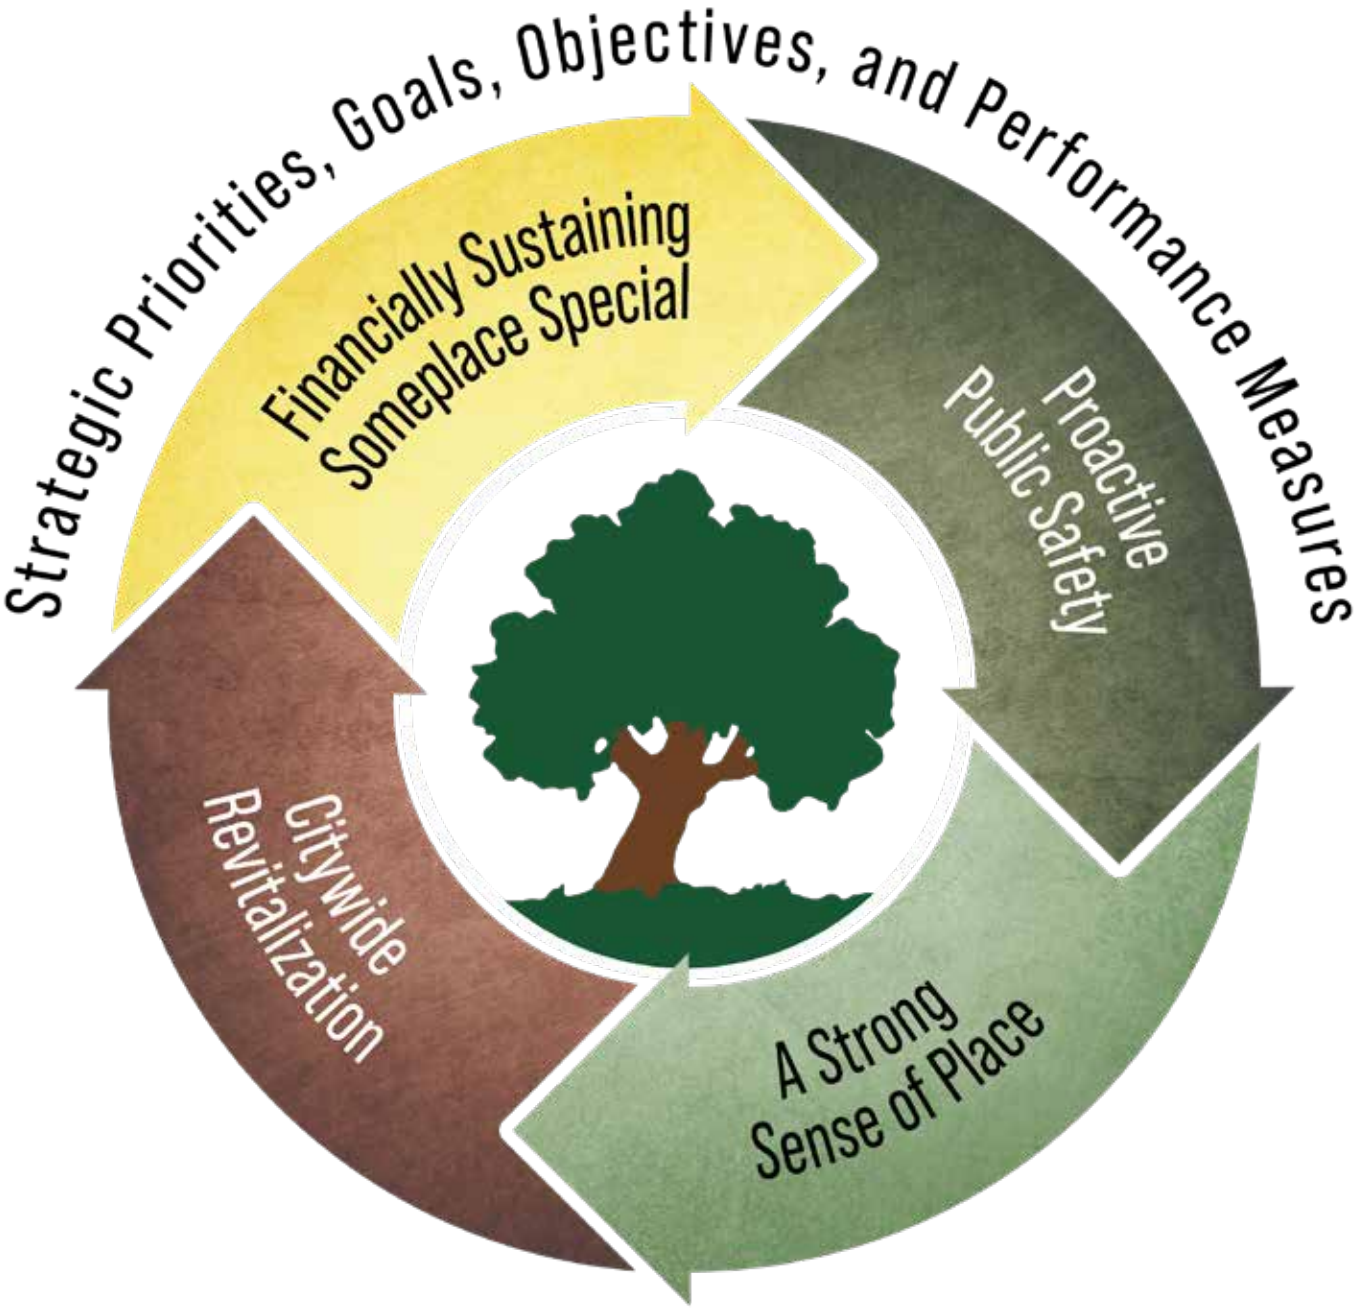 Strategic Priorities, Goals, Objectives, and Performance Measures
Financially Sustaining
Someplace Special
Proactive
Public Safety
A Strong
Sense of Place
Citywide
Revitalization